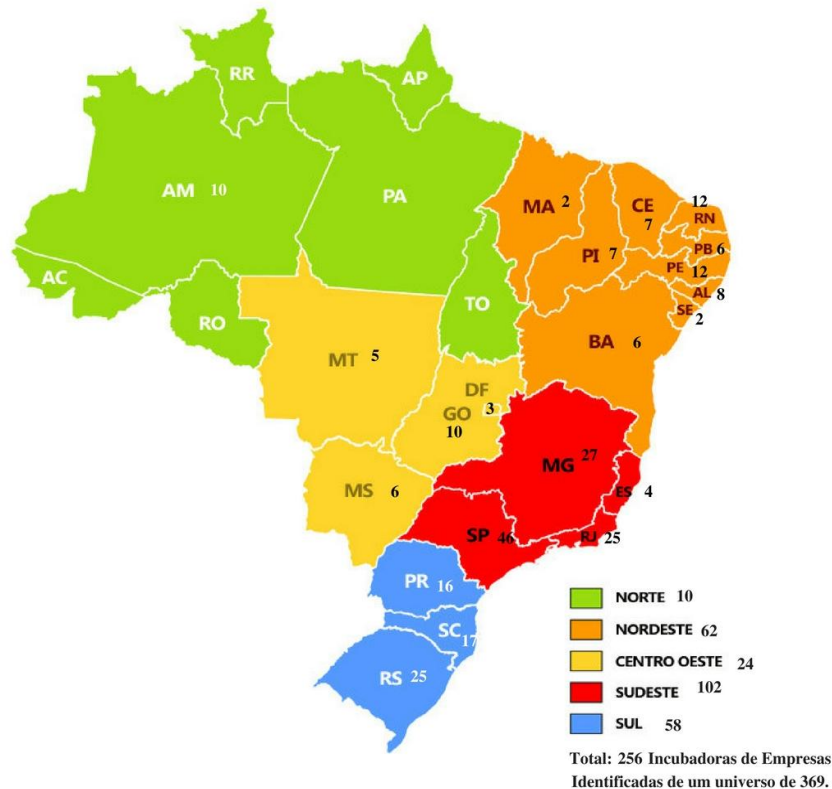 RR
AP
AM 10
PA
AC
RO
TO
MA 2
CE
7
12
RN
PI 7
PB 6
PE 12
AL 8
SE
2
BA 6
MT 5
DF
3
GO
10
MG 27
ES 4
MS 6
SP 46
RJ 25
PR 16
SC
17
RS 25
NORTE 10
NORDESTE 62
CENTRO OESTE 24
SUDESTE 102
SUL 58
Total: 256 Incubadoras de Empresas
Identificadas de um universo de 369.